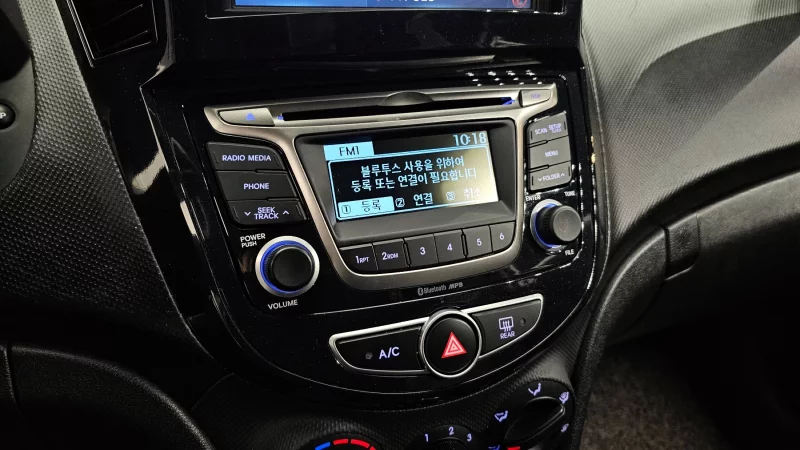 FM1 10:18
블루투스 사용을 위하여
등록 또는 연결이 필요합니다
① 등록 ② 연결 ③ 취소
RADIO MEDIA
PHONE
SEEK
TRACK
POWER
PUSH
VOLUME
1RPT 2RDM 3 4 5 6
Bluetooth MP3
SCAN SETUP
MENU
FOLDER
ENTER TUNE
FILE
A/C
REAR
1 2 3